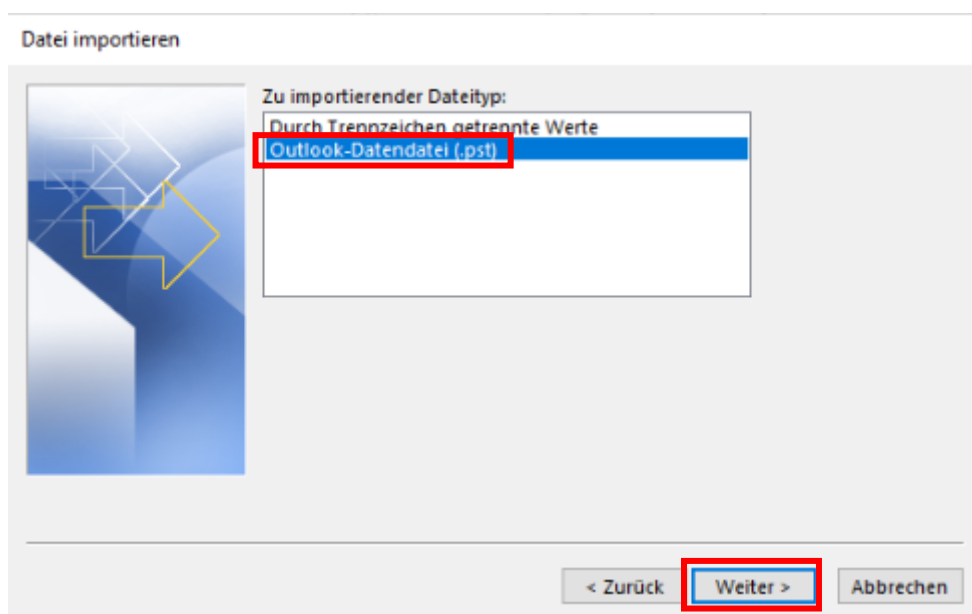 Datei importieren
Zu importierender Dateityp:
Durch Trennzeichen getrennte Werte
Outlook-Datendatei (.pst)
< Zurück
Weiter >
Abbrechen